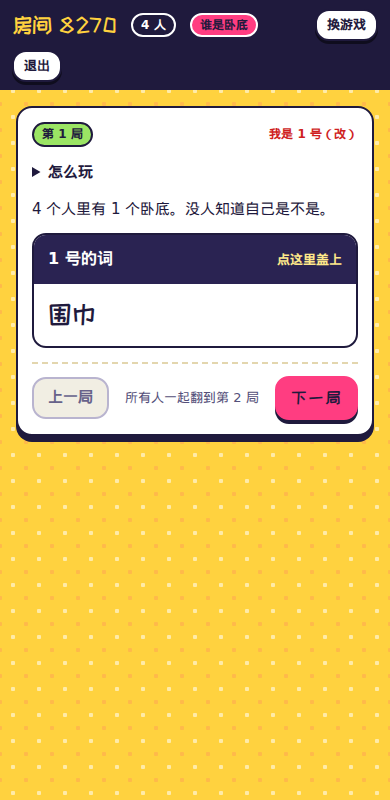 房间 8270 4 人 谁是卧底 换游戏
退出
第 1 局 我是 1 号（改）
▶ 怎么玩
4 个人里有 1 个卧底。没人知道自己是不是。
1 号的词 点这里盖上
围巾
上一局 所有人一起翻到第 2 局 下一局